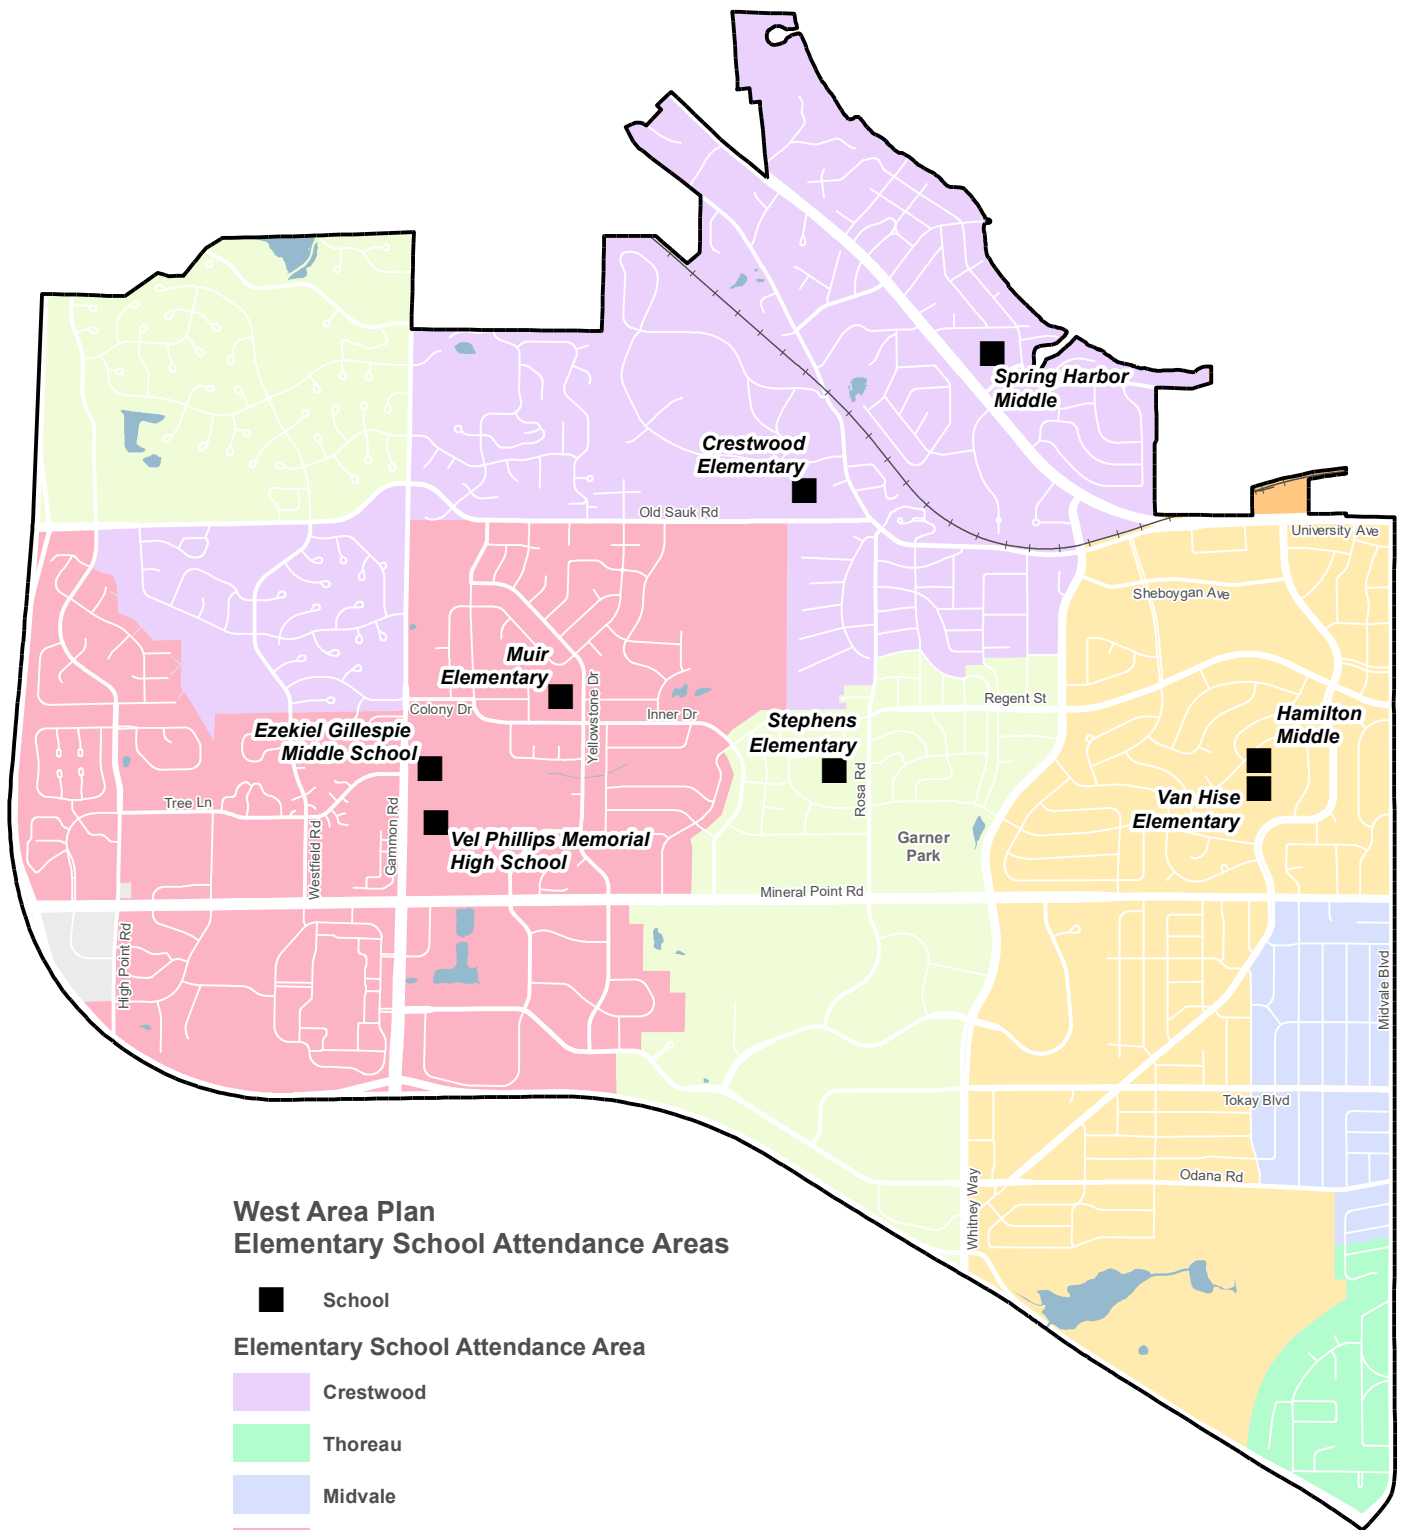 Spring Harbor
Middle
Crestwood
Elementary
Old Sauk Rd
University Ave
Sheboygan Ave
Muir
Elementary
Yellowstone Dr
Regent St
Colony Dr
Inner Dr
Stephens
Elementary
Hamilton
Middle
Ezekiel Gillespie
Middle School
Rosa Rd
Van Hise
Elementary
Tree Ln
Westfield Rd
Gammon Rd
Vel Phillips Memorial
High School
Garner
Park
Mineral Point Rd
High Point Rd
Midvale Blvd
Tokay Blvd
Odana Rd
Whitney Way
West Area Plan
Elementary School Attendance Areas
School
Elementary School Attendance Area
Crestwood
Thoreau
Midvale